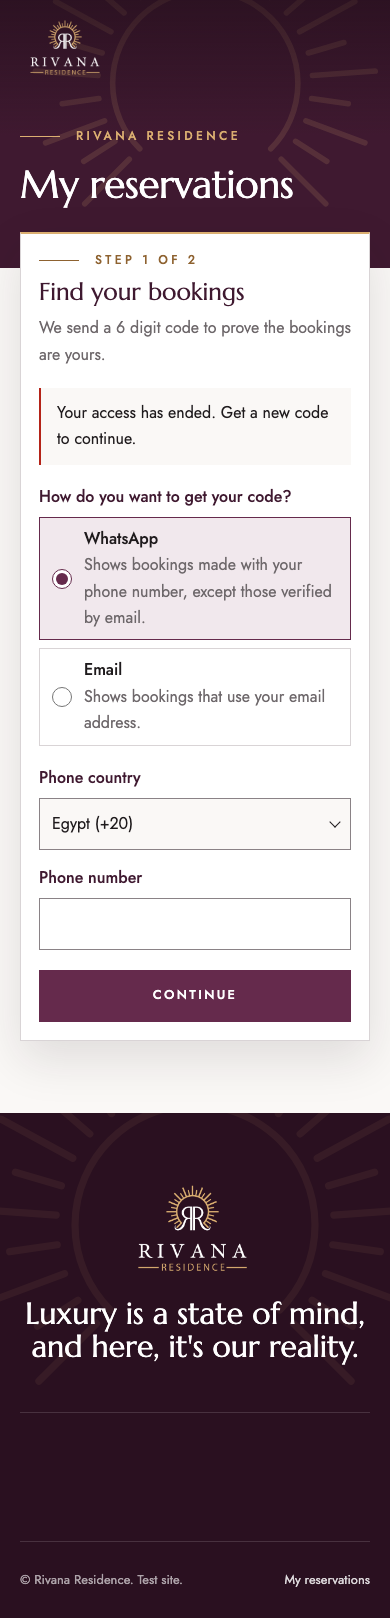 RIVANA
RESIDENCE
RIVANA RESIDENCE
My reservations
STEP 1 OF 2
Find your bookings
We send a 6 digit code to prove the bookings
are yours.
Your access has ended. Get a new code
to continue.
How do you want to get your code?
WhatsApp
Shows bookings made with your
phone number, except those verified
by email.
Email
Shows bookings that use your email
address.
Phone country
Egypt (+20)
Phone number
CONTINUE
RIVANA
RESIDENCE
Luxury is a state of mind,
and here, it's our reality.
© Rivana Residence. Test site.
My reservations